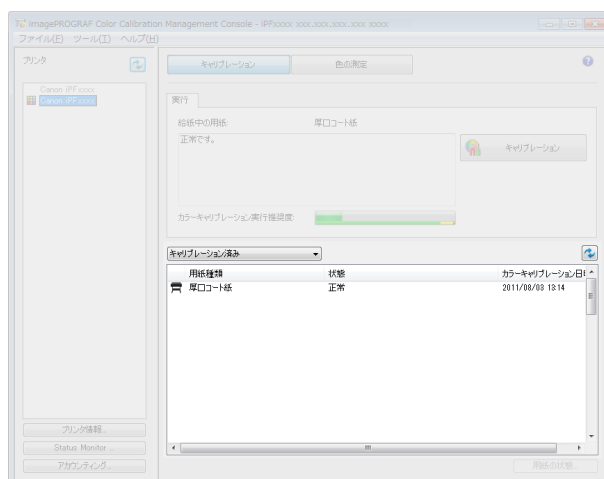 imagePROGRAF Color Calibration Management Console - iPFxxxx xxx.xxx.xxx.xxx xxxx
ファイル(F) ツール(T) ヘルプ(H)
プリンタ
Canon iPFxxxx
Canon iPFxxxx
プリンタ情報...
Status Monitor ...
アカウンティング...
キャリブレーション 色の測定
実行
給紙中の用紙: 厚口コート紙
正常です。
キャリブレーション
カラーキャリブレーション実行推奨度:
キャリブレーション済み
用紙種類 状態 カラーキャリブレーション日
厚口コート紙 正常 2011/08/03 13:14
用紙の状態...